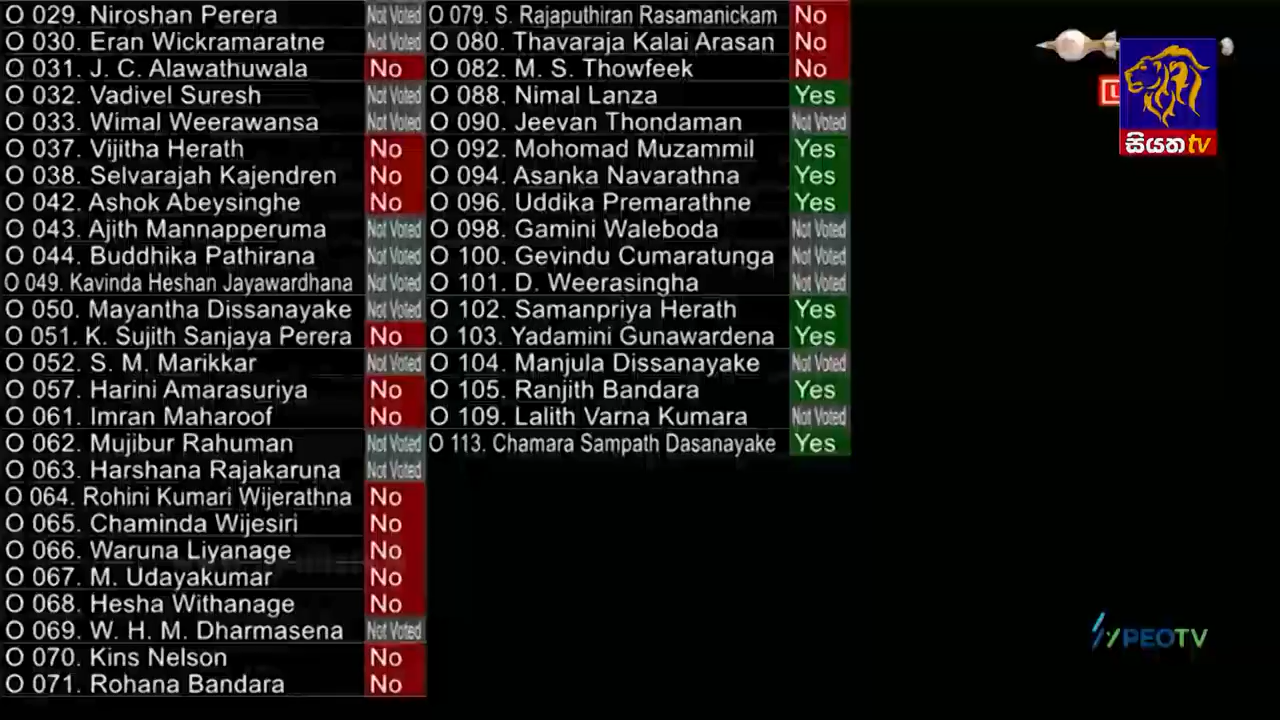 O 029. Niroshan Perera Not Voted
O 030. Eran Wickramaratne Not Voted
O 031. J. C. Alawathuwala No
O 032. Vadivel Suresh Not Voted
O 033. Wimal Weerawansa Not Voted
O 037. Vijitha Herath No
O 038. Selvarajah Kajendren No
O 042. Ashok Abeysinghe No
O 043. Ajith Mannapperuma Not Voted
O 044. Buddhika Pathirana Not Voted
O 049. Kavinda Heshan Jayawardhana Not Voted
O 050. Mayantha Dissanayake Not Voted
O 051. K. Sujith Sanjaya Perera No
O 052. S. M. Marikkar Not Voted
O 057. Harini Amarasuriya No
O 061. Imran Maharoof No
O 062. Mujibur Rahuman Not Voted
O 063. Harshana Rajakaruna Not Voted
O 064. Rohini Kumari Wijerathna No
O 065. Chaminda Wijesiri No
O 066. Waruna Liyanage No
O 067. M. Udayakumar No
O 068. Hesha Withanage No
O 069. W. H. M. Dharmasena Not Voted
O 070. Kins Nelson No
O 071. Rohana Bandara No
O 079. S. Rajaputhiran Rasamanickam No
O 080. Thavaraja Kalai Arasan No
O 082. M. S. Thowfeek No
O 088. Nimal Lanza Yes
O 090. Jeevan Thondaman Not Voted
O 092. Mohomad Muzammil Yes
O 094. Asanka Navarathna Yes
O 096. Uddika Premarathne Yes
O 098. Gamini Waleboda Not Voted
O 100. Gevindu Cumaratunga Not Voted
O 101. D. Weerasingha Not Voted
O 102. Samanpriya Herath Yes
O 103. Yadamini Gunawardena Yes
O 104. Manjula Dissanayake Not Voted
O 105. Ranjith Bandara Yes
O 109. Lalith Varna Kumara Not Voted
O 113. Chamara Sampath Dasanayake Yes
සියත tv
PEOTV